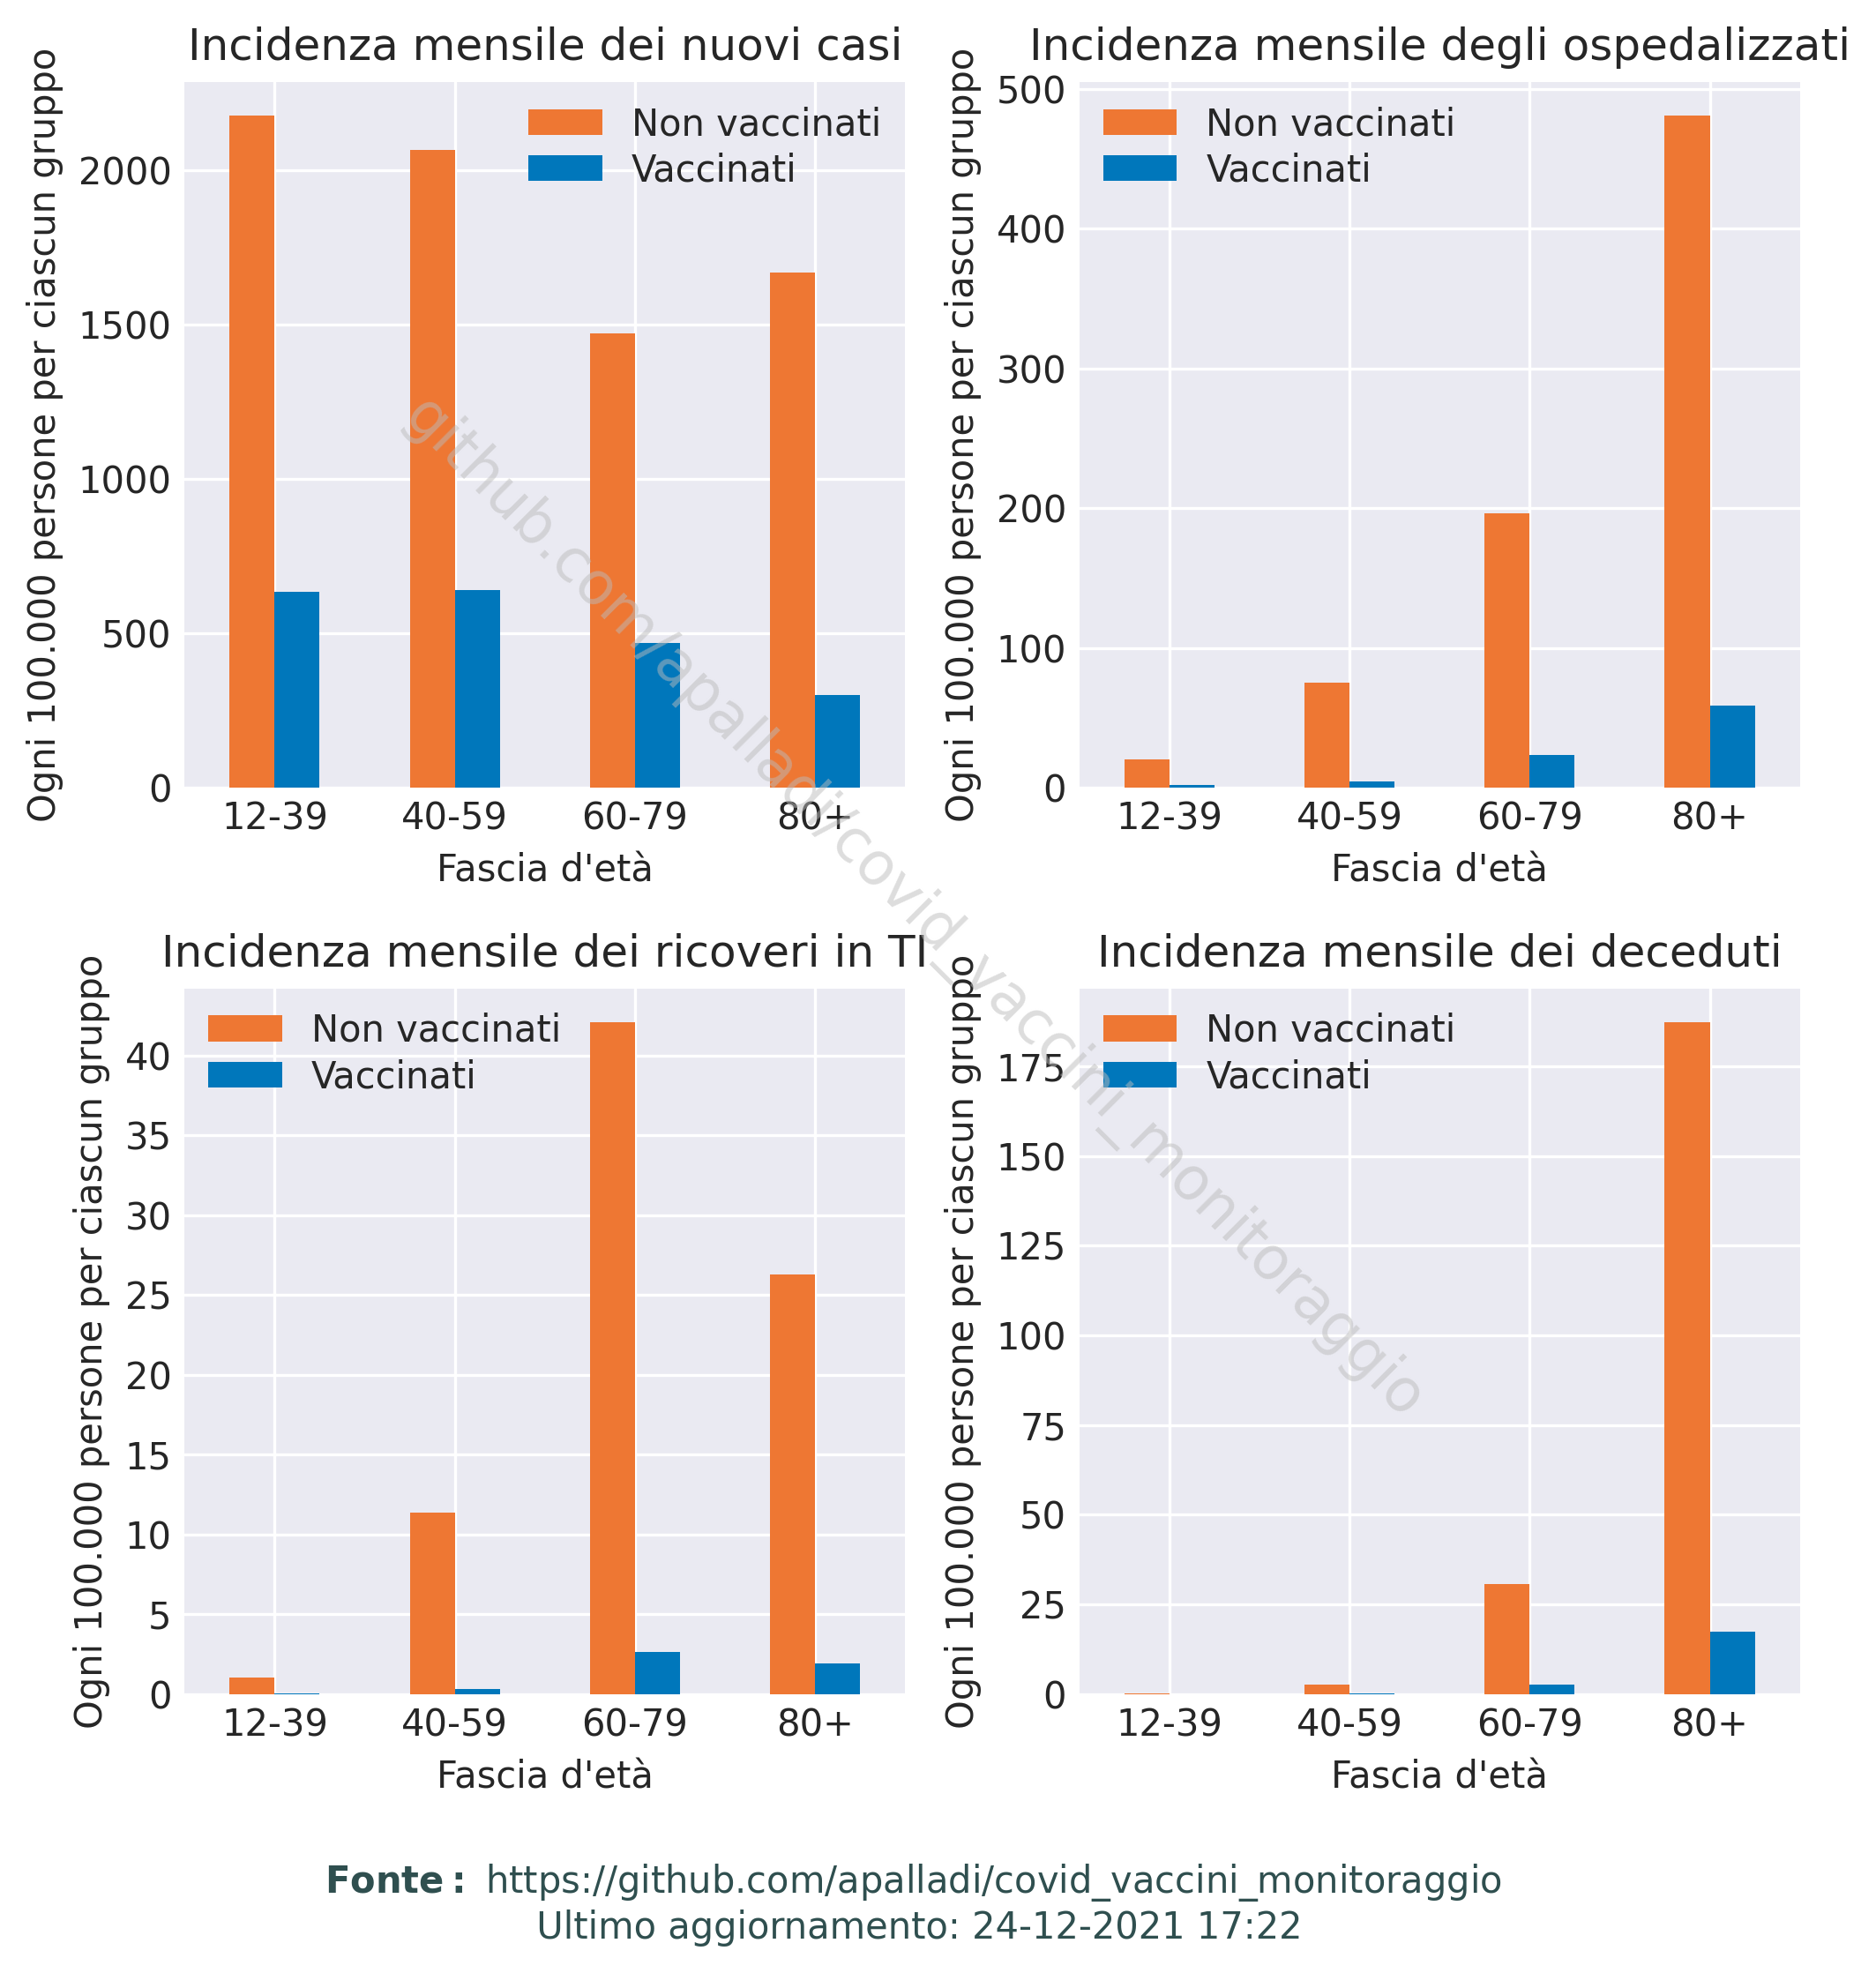 Incidenza mensile dei nuovi casi
Ogni 100.000 persone per ciascun gruppo
2000
1500
1000
500
0
Non vaccinati
Vaccinati
12-39 40-59 60-79 80+
Fascia d'età
Incidenza mensile degli ospedalizzati
Ogni 100.000 persone per ciascun gruppo
500
400
300
200
100
0
Non vaccinati
Vaccinati
12-39 40-59 60-79 80+
Fascia d'età
Incidenza mensile dei ricoveri in TI
Ogni 100.000 persone per ciascun gruppo
40
35
30
25
20
15
10
5
0
Non vaccinati
Vaccinati
12-39 40-59 60-79 80+
Fascia d'età
Incidenza mensile dei deceduti
Ogni 100.000 persone per ciascun gruppo
175
150
125
100
75
50
25
0
Non vaccinati
Vaccinati
12-39 40-59 60-79 80+
Fascia d'età
github.com/apalladi/covid_vaccini_monitoraggio
Fonte: https://github.com/apalladi/covid_vaccini_monitoraggio
Ultimo aggiornamento: 24-12-2021 17:22